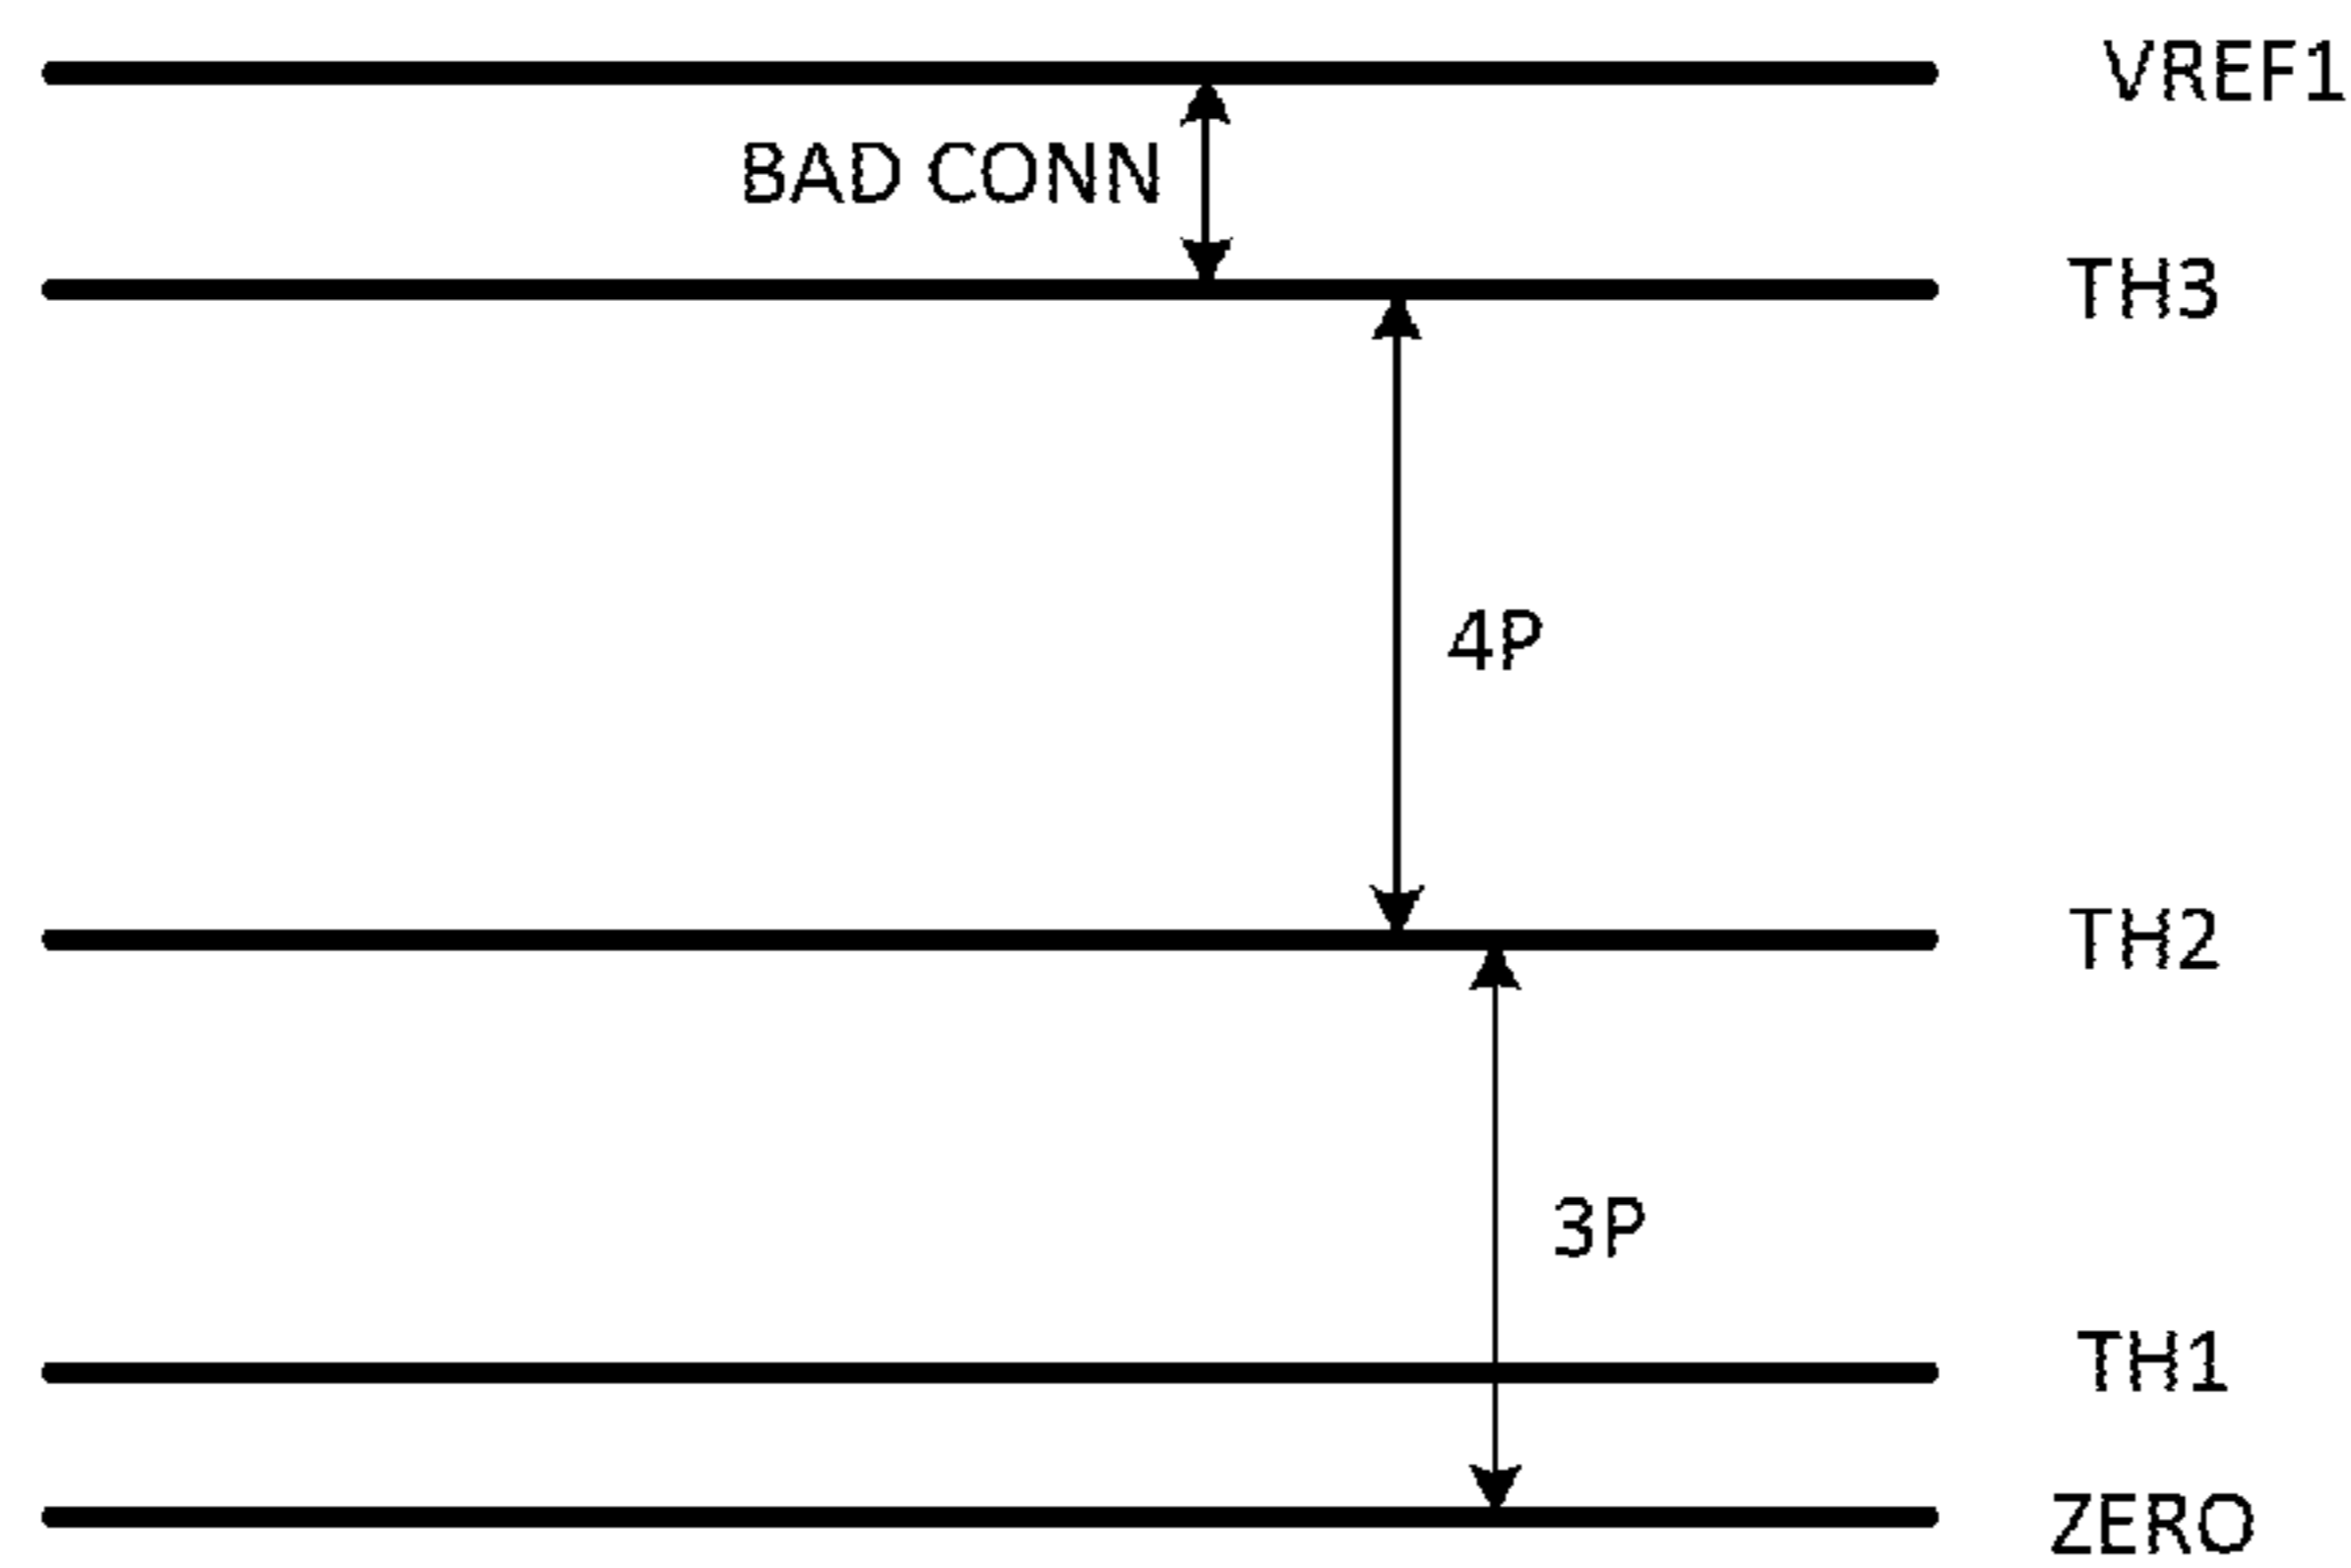 VREF1
BAD CONN
TH3
4P
TH2
3P
TH1
ZERO